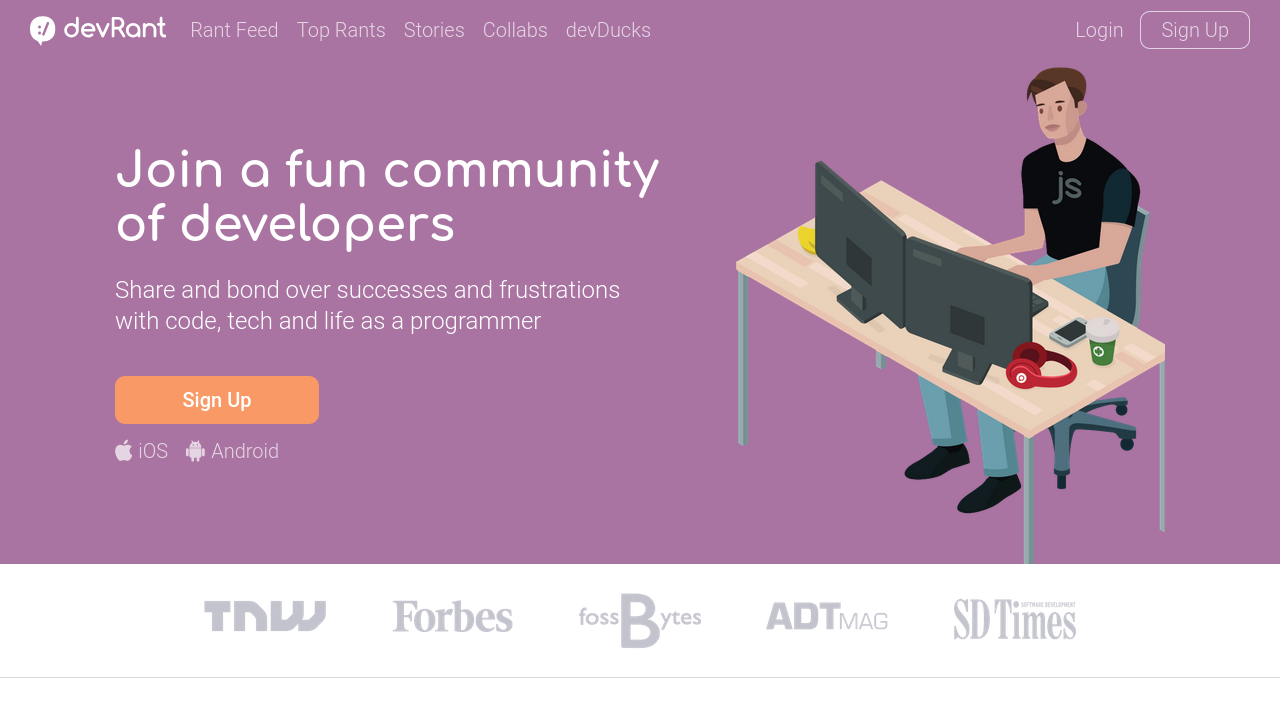 devRant
Rant Feed
Top Rants
Stories
Collabs
devDucks
Login
Sign Up
Join a fun community
of developers
Share and bond over successes and frustrations
with code, tech and life as a programmer
Sign Up
iOS
Android
js
TNW
Forbes
fossBytes
ADTMAG
SOFTWARE DEVELOPMENT
SD Times